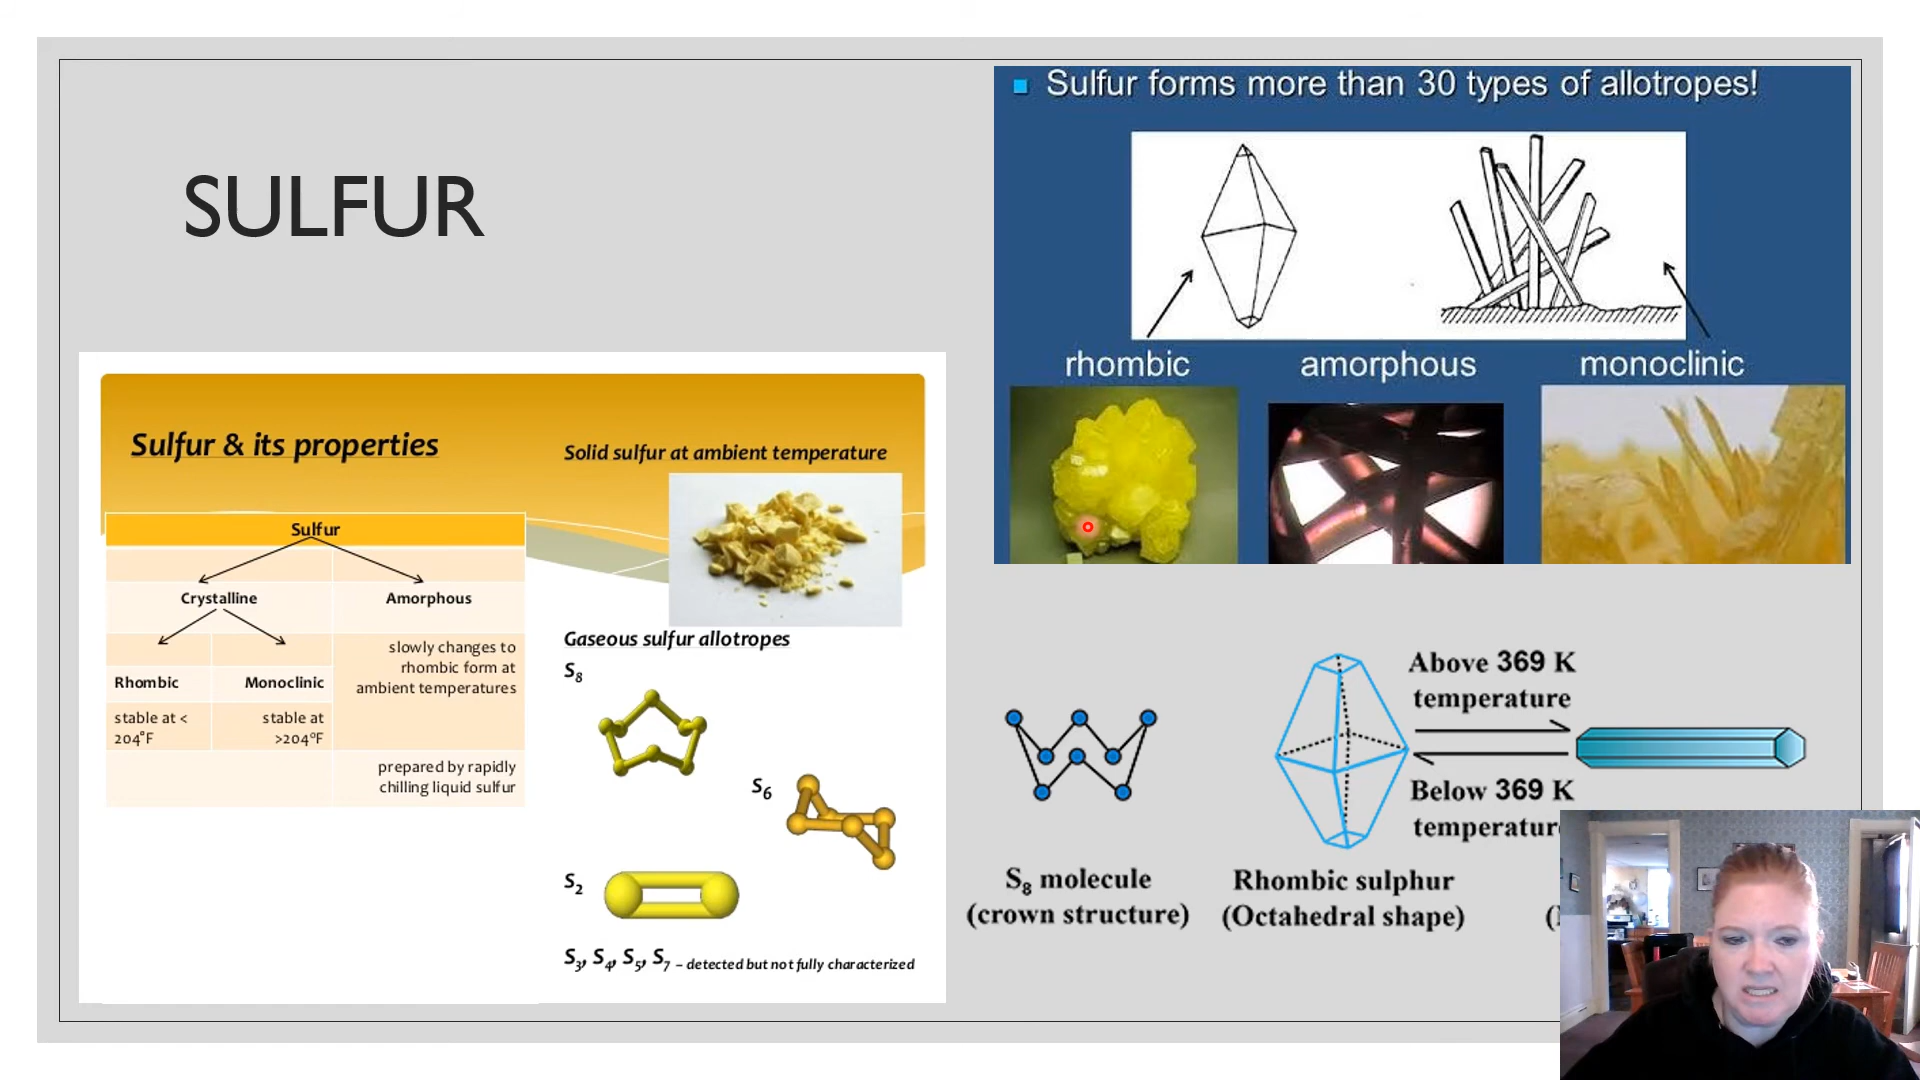 SULFUR
Sulfur forms more than 30 types of allotropes!
rhombic
amorphous
monoclinic
Sulfur & its properties
Solid sulfur at ambient temperature
Sulfur
Crystalline
Amorphous
Rhombic
Monoclinic
stable at <
204°F
stable at
>204°F
slowly changes to
rhombic form at
ambient temperatures
prepared by rapidly
chilling liquid sulfur
Gaseous sulfur allotropes
S₈
S₆
S₂
S₃, S₄, S₅, S₇ – detected but not fully characterized
Above 369 K
temperature
Below 369 K
S₈ molecule
(crown structure)
Rhombic sulphur
(Octahedral shape)